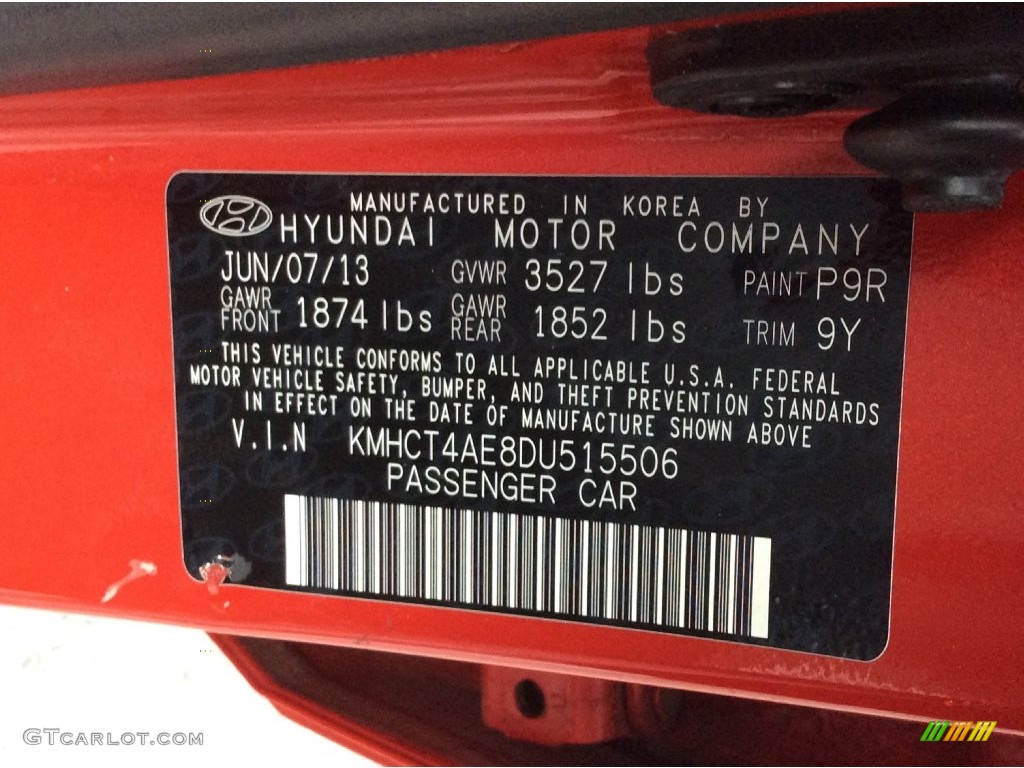 MANUFACTURED IN KOREA BY
HYUNDAI MOTOR COMPANY
JUN/07/13 GVWR 3527 lbs PAINT P9R
GAWR FRONT 1874 lbs GAWR REAR 1852 lbs TRIM 9Y
THIS VEHICLE CONFORMS TO ALL APPLICABLE U.S.A. FEDERAL
MOTOR VEHICLE SAFETY, BUMPER, AND THEFT PREVENTION STANDARDS
IN EFFECT ON THE DATE OF MANUFACTURE SHOWN ABOVE
V.I.N KMHCT4AE8DU515506
PASSENGER CAR
GTCARLOT.COM